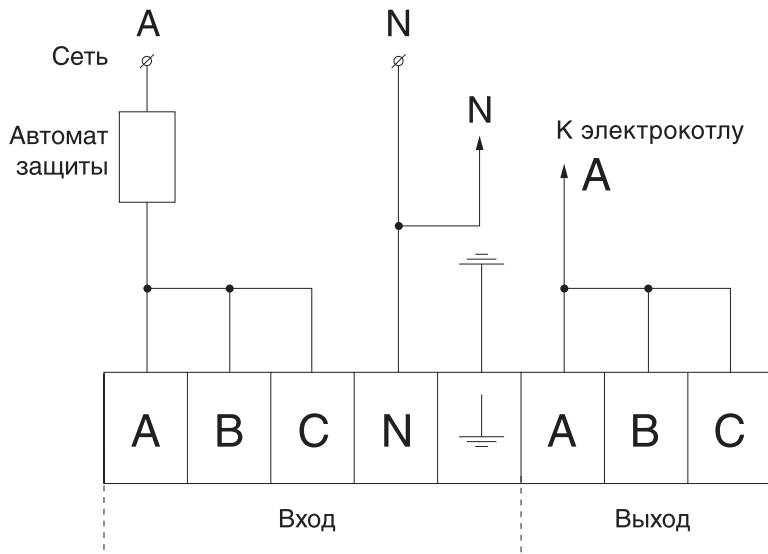 A N
Сеть
N
Автомат
защиты
К электрокотлу
A
A B C N A B C
Вход Выход